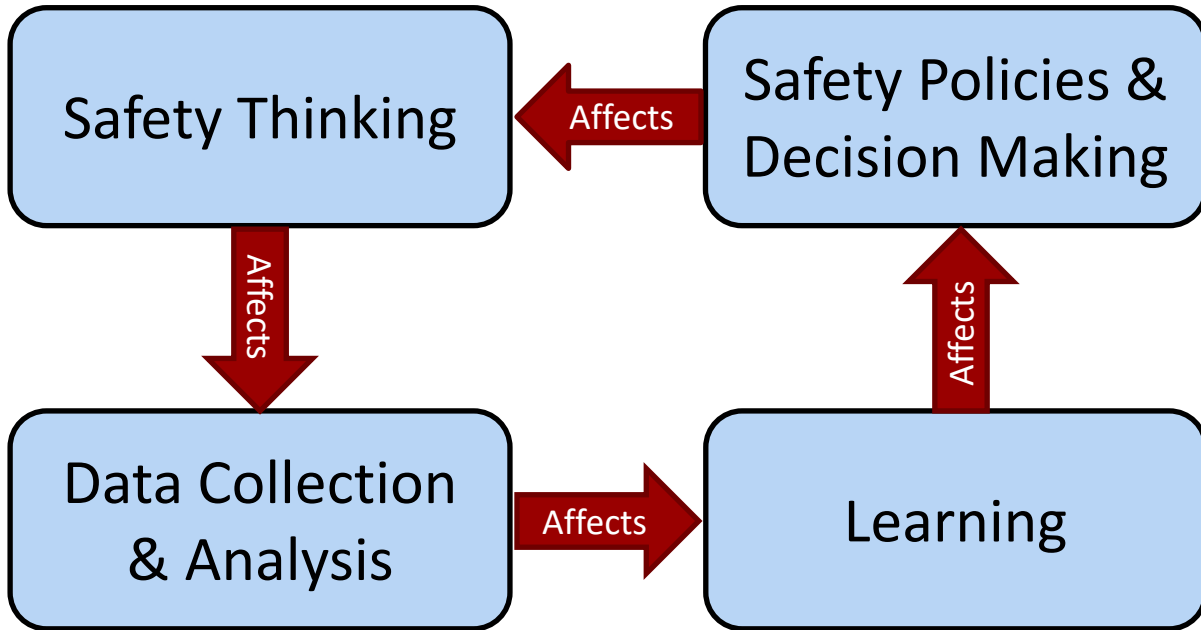 Safety Thinking
Affects
Safety Policies &
Decision Making
Affects
Affects
Data Collection
& Analysis
Affects
Learning